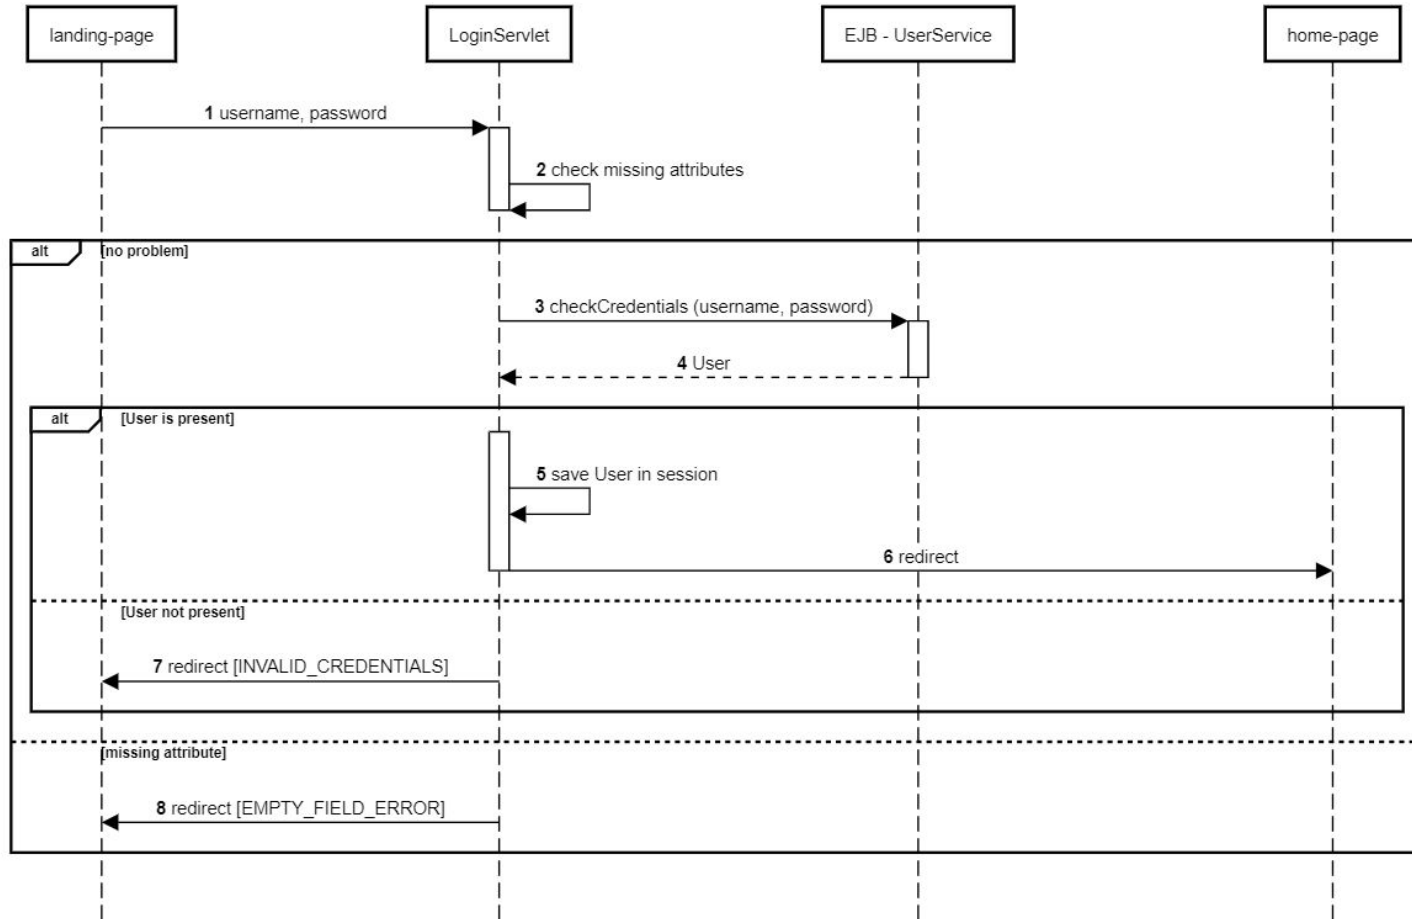 landing-page
LoginServlet
EJB - UserService
home-page
1 username, password
2 check missing attributes
alt
[no problem]
3 checkCredentials (username, password)
4 User
alt
[User is present]
5 save User in session
6 redirect
[User not present]
7 redirect [INVALID_CREDENTIALS]
[missing attribute]
8 redirect [EMPTY_FIELD_ERROR]